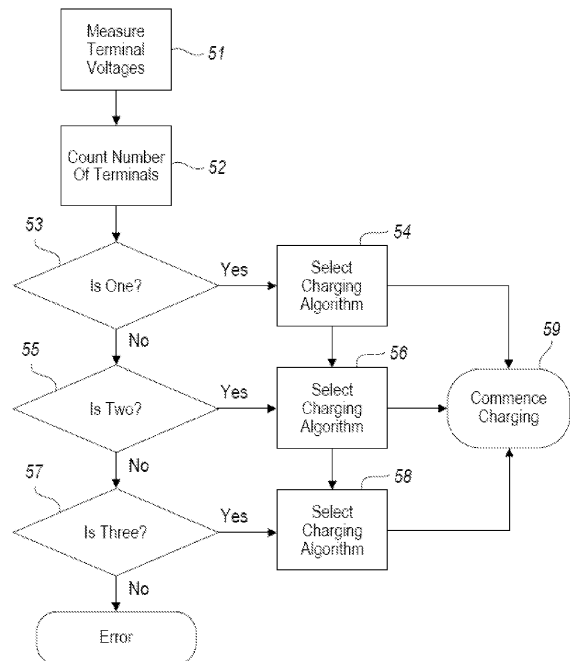 Measure
Terminal
Voltages
51
Count Number
Of Terminals
52
53
54
Is One?
Yes
Select
Charging
Algorithm
59
No
55
56
Is Two?
Yes
Select
Charging
Algorithm
Commence
Charging
No
57
58
Is Three?
Yes
Select
Charging
Algorithm
No
Error